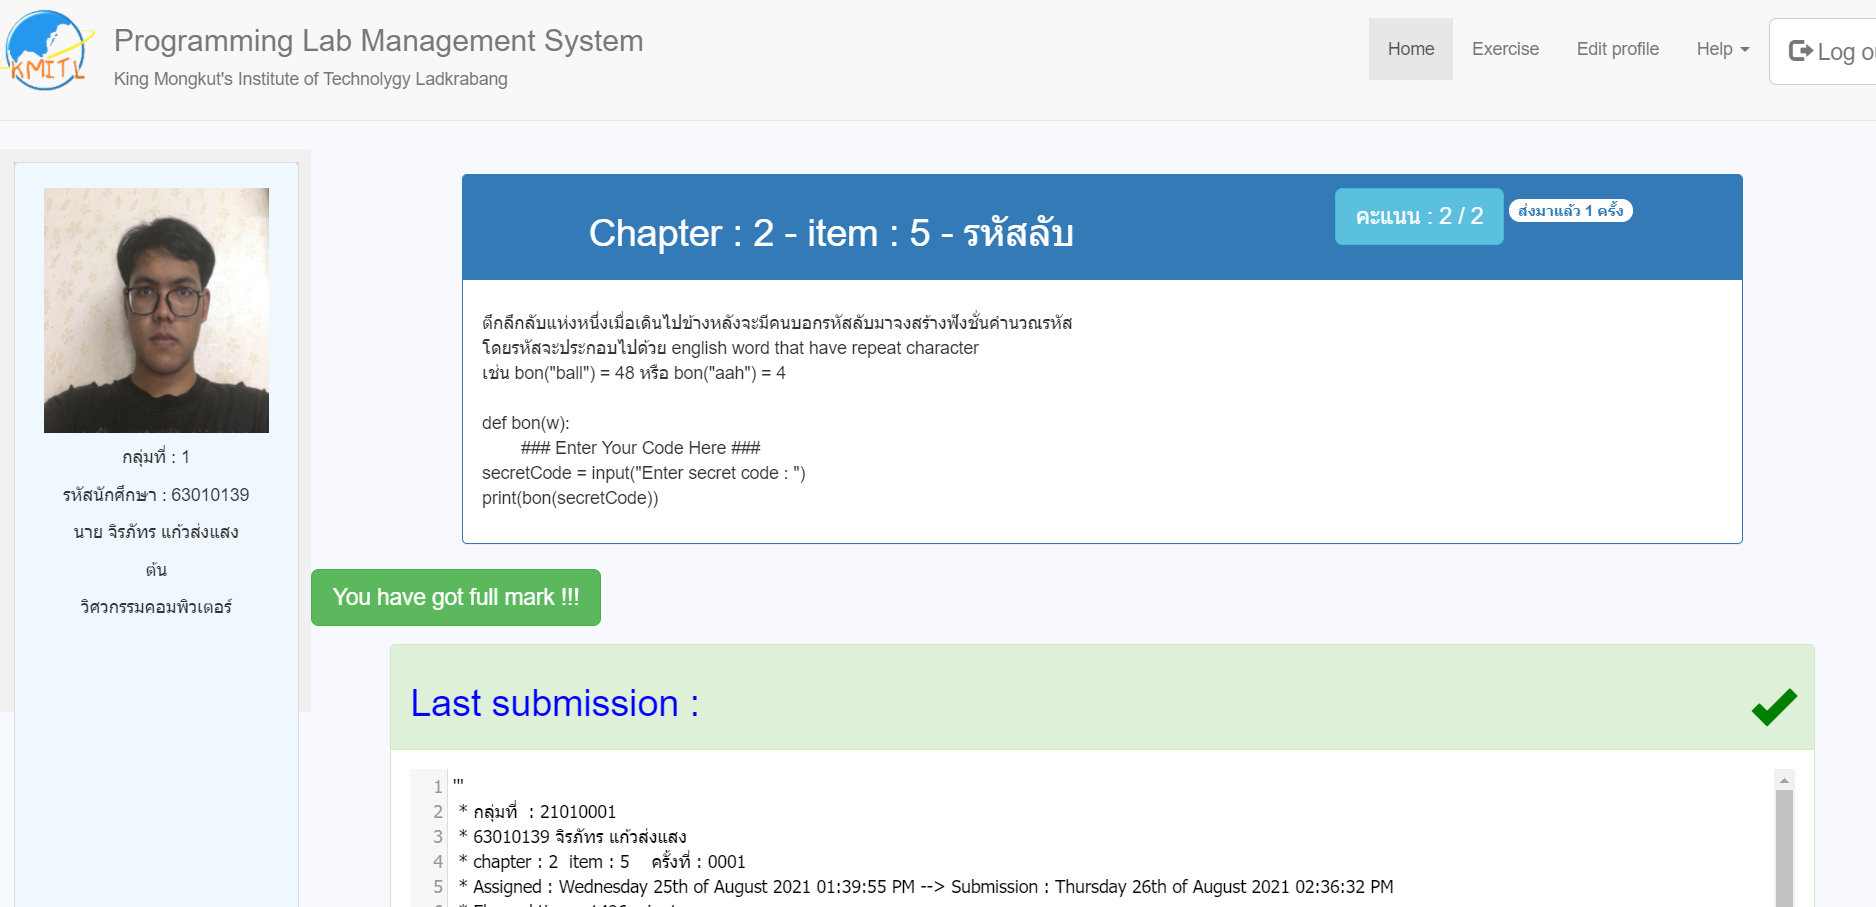 KMITL
Programming Lab Management System
King Mongkut's Institute of Technolygy Ladkrabang
Home
Exercise
Edit profile
Help
Log
Chapter : 2 - item : 5 - รหัสลับ
คะแนน : 2 / 2
ส่งมาแล้ว 1 ครั้ง
ตึกลึกลับแห่งหนึ่งเมื่อเดินไปข้างหลังจะมีคนบอกรหัสลับมาจงสร้างฟังชั่นคำนวณรหัส
โดยรหัสจะประกอบไปด้วย english word that have repeat character
เช่น bon("ball") = 48 หรือ bon("aah") = 4
def bon(w):
### Enter Your Code Here ###
secretCode = input("Enter secret code : ")
print(bon(secretCode))
กลุ่มที่ : 1
รหัสนักศึกษา : 63010139
นาย จิรภัทร แก้วส่งแสง
ต้น
วิศวกรรมคอมพิวเตอร์
You have got full mark !!!
Last submission :
1 '''
2 * กลุ่มที่ : 21010001
3 * 63010139 จิรภัทร แก้วส่งแสง
4 * chapter : 2 item : 5 ครั้งที่ : 0001
5 * Assigned : Wednesday 25th of August 2021 01:39:55 PM --> Submission : Thursday 26th of August 2021 02:36:32 PM